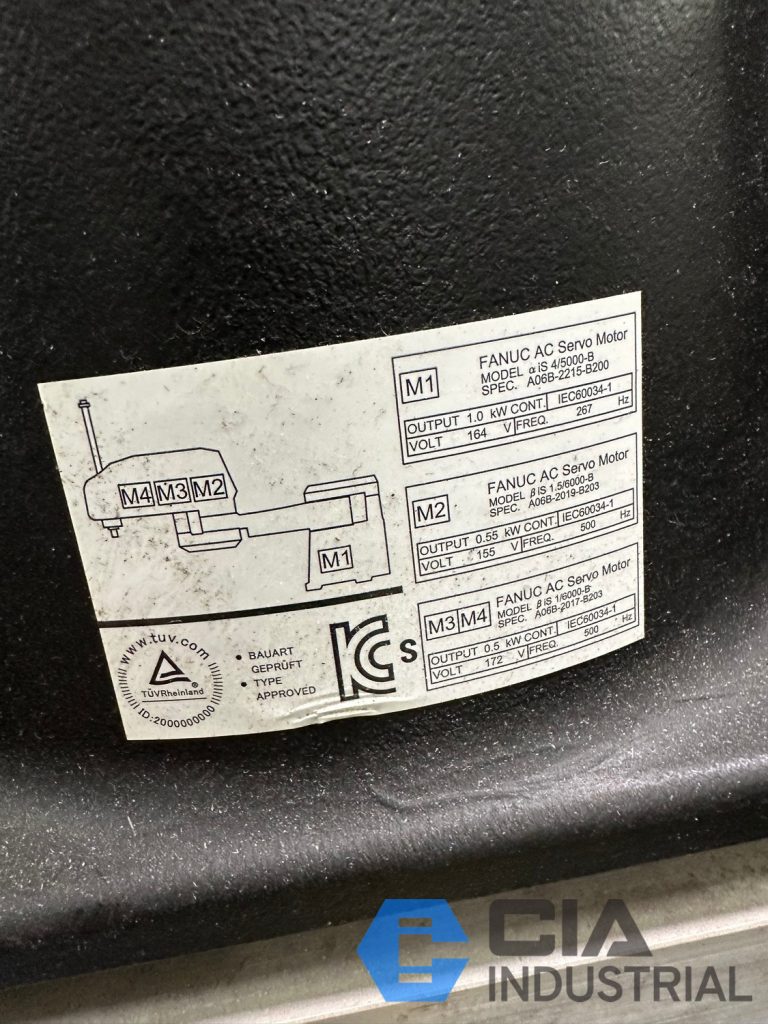 M1
FANUC AC Servo Motor
MODEL α iS 4/5000-B
SPEC. A06B-2215-B200
OUTPUT 1.0 kW CONT. IEC60034-1
VOLT 164 V FREQ. 267 Hz
M4 M3 M2
M1
M2
FANUC AC Servo Motor
MODEL β iS 1.5/6000-B
SPEC. A06B-2019-B203
OUTPUT 0.55 kW CONT. IEC60034-1
VOLT 155 V FREQ. 500 Hz
M3 M4
FANUC AC Servo Motor
MODEL β iS 1/6000-B
SPEC. A06B-2017-B203
OUTPUT 0.5 kW CONT. IEC60034-1
VOLT 172 V FREQ. 500 Hz
www.tuv.com
TÜVRheinland
ID:2000000000
• BAUART
GEPRÜFT
• TYPE
APPROVED
KC s
CIA
INDUSTRIAL